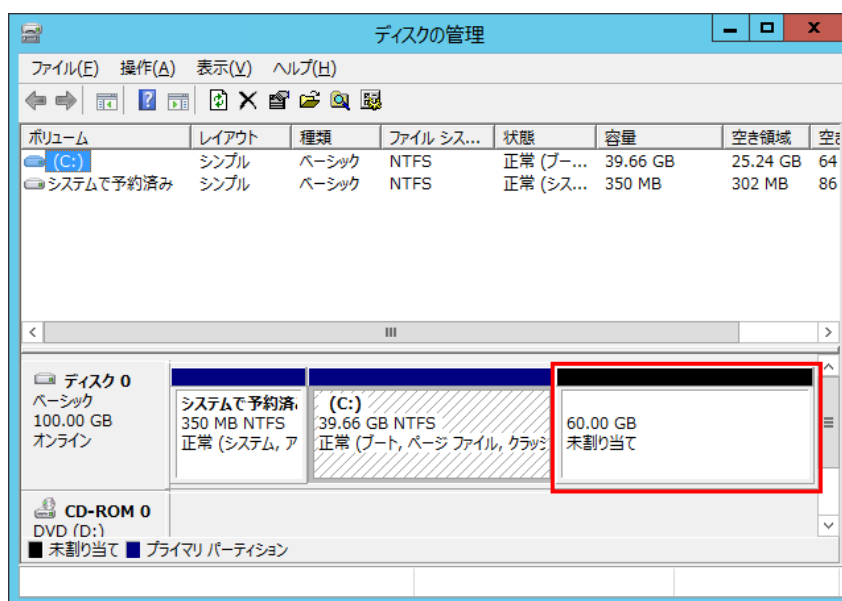 ディスクの管理
ファイル(F) 操作(A) 表示(V) ヘルプ(H)
ボリューム レイアウト 種類 ファイル シス... 状態 容量 空き領域 空き
(C:) シンプル ベーシック NTFS 正常 (ブー... 39.66 GB 25.24 GB 64
システムで予約済み シンプル ベーシック NTFS 正常 (シス... 350 MB 302 MB 86
ディスク 0
ベーシック
100.00 GB
オンライン
システムで予約済
350 MB NTFS
正常 (システム, ア
(C:)
39.66 GB NTFS
正常 (ブート, ページ ファイル, クラッシ
60.00 GB
未割り当て
CD-ROM 0
DVD (D:)
未割り当て プライマリ パーティション